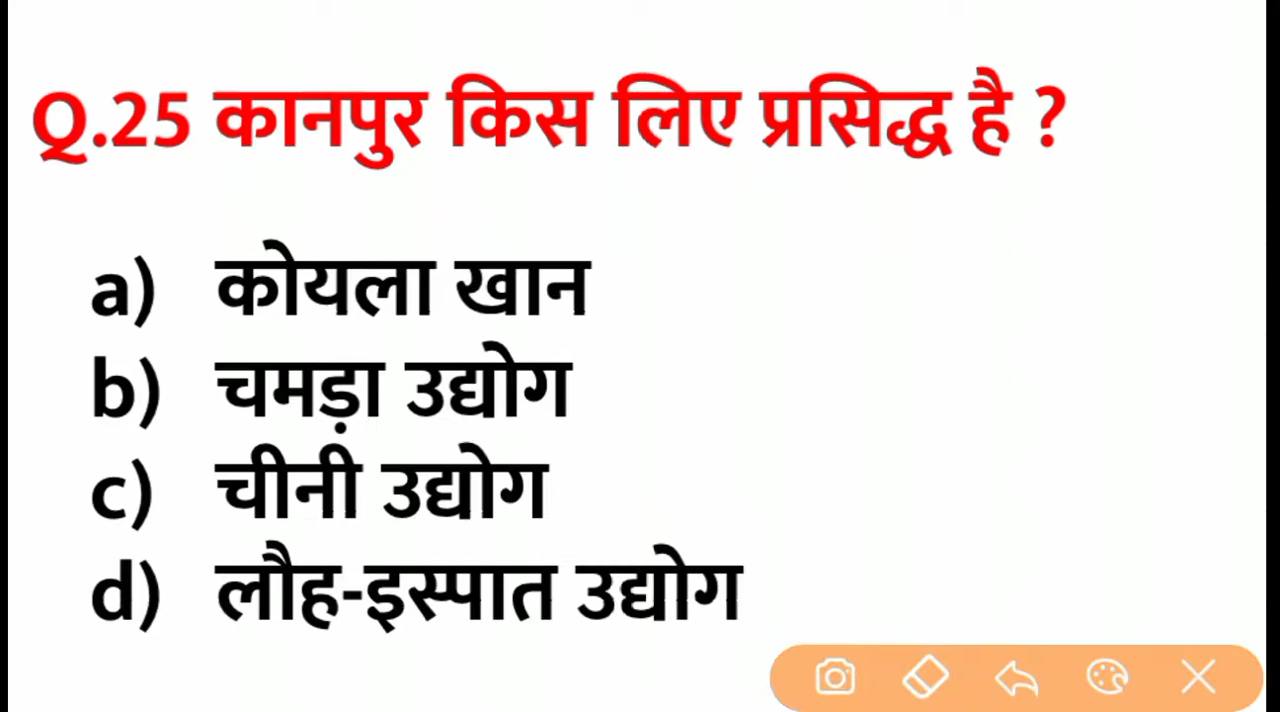 Q.25 कानपुर किस लिए प्रसिद्ध है ?
a) कोयला खान
b) चमड़ा उद्योग
c) चीनी उद्योग
d) लौह-इस्पात उद्योग